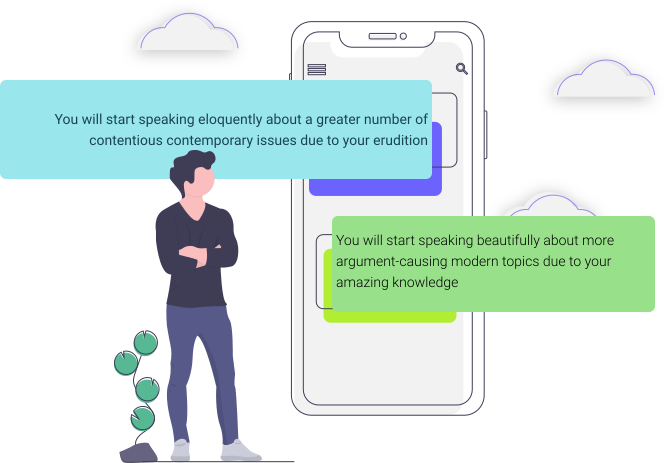 You will start speaking eloquently about a greater number of
contentious contemporary issues due to your erudition
You will start speaking beautifully about more
argument-causing modern topics due to your
amazing knowledge